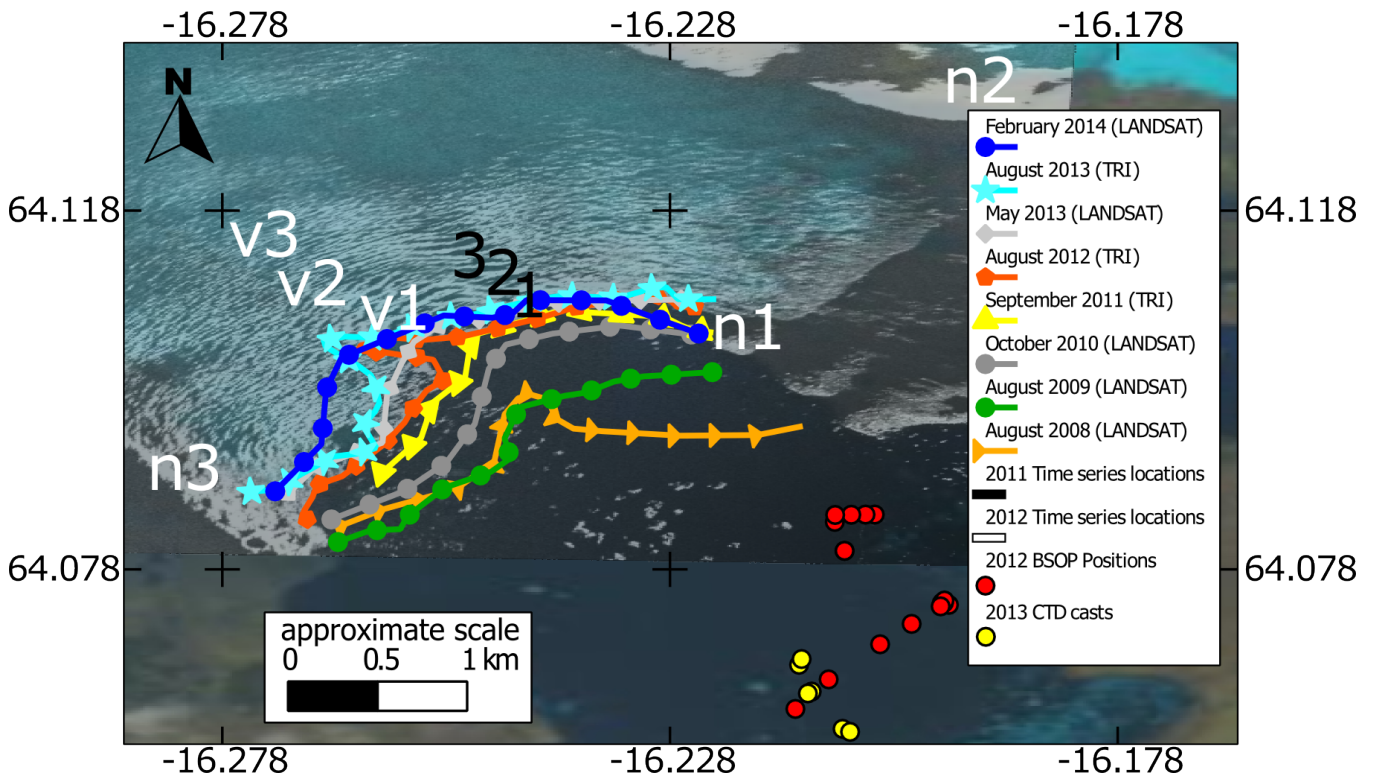 -16.278 -16.228 -16.178
N
n2
February 2014 (LANDSAT)
August 2013 (TRI)
64.118 64.118
May 2013 (LANDSAT)
v3
3
August 2012 (TRI)
v2
2
v1
1
September 2011 (TRI)
n1
October 2010 (LANDSAT)
August 2009 (LANDSAT)
August 2008 (LANDSAT)
n3
2011 Time series locations
2012 Time series locations
64.078 64.078
2012 BSOP Positions
2013 CTD casts
approximate scale
0 0.5 1 km
-16.278 -16.228 -16.178